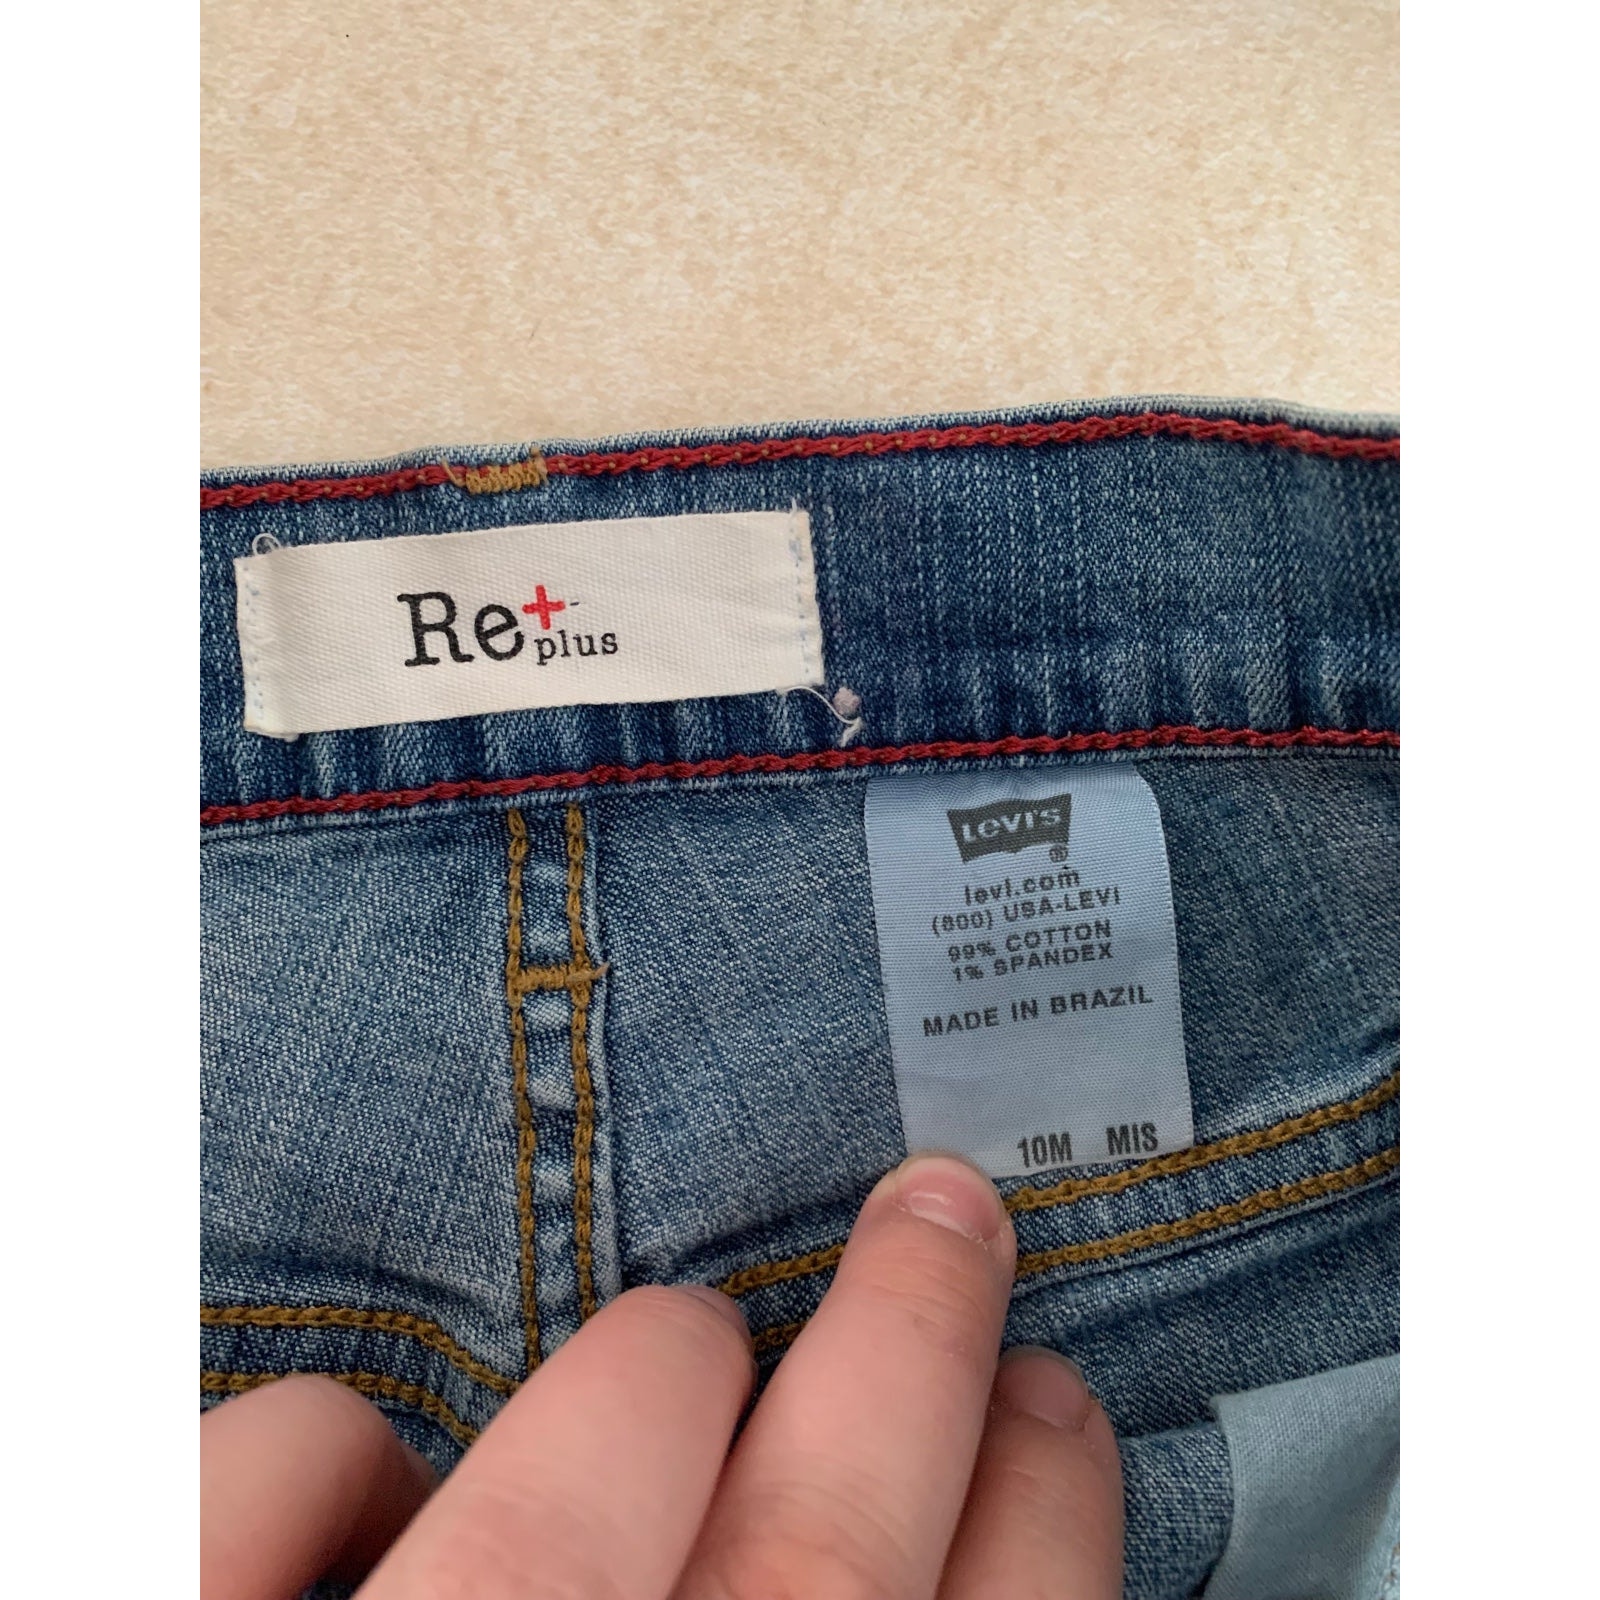 Re+
plus
Levi's
®
levi.com
(800) USA-LEVI
99% COTTON
1% SPANDEX
MADE IN BRAZIL
10M MIS